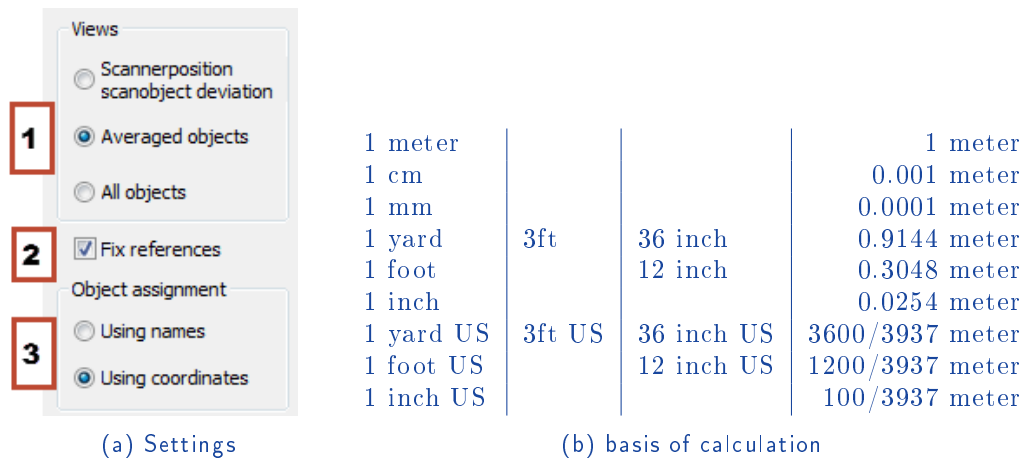 Views
Scannerposition
scanobject deviation
1
Averaged objects
All objects
2
Fix references
Object assignment
3
Using names
Using coordinates
1 meter 1 meter
1 cm 0.001 meter
1 mm 0.0001 meter
1 yard 3ft 36 inch 0.9144 meter
1 foot 12 inch 0.3048 meter
1 inch 0.0254 meter
1 yard US 3ft US 36 inch US 3600/3937 meter
1 foot US 12 inch US 1200/3937 meter
1 inch US 100/3937 meter
(a) Settings
(b) basis of calculation